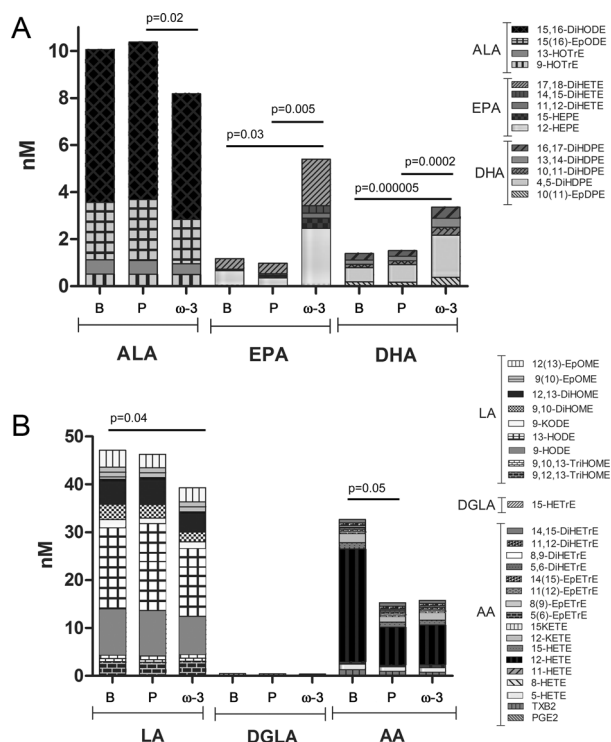 A
p=0.02
p=0.005
p=0.03
p=0.0002
p=0.000005
nM
10
8
6
4
2
0
B P ω-3 B P ω-3 B P ω-3
ALA EPA DHA
ALA
15,16-DiHODE
15(16)-EpODE
13-HOTrE
9-HOTrE
EPA
17,18-DiHETE
14,15-DiHETE
11,12-DiHETE
15-HEPE
12-HEPE
DHA
16,17-DiHDPE
13,14-DiHDPE
10,11-DiHDPE
4,5-DiHDPE
10(11)-EpDPE
B
p=0.04
p=0.05
nM
50
40
30
20
10
0
B P ω-3 B P ω-3 B P ω-3
LA DGLA AA
LA
12(13)-EpOME
9(10)-EpOME
12,13-DiHOME
9,10-DiHOME
9-KODE
13-HODE
9-HODE
9,10,13-TriHOME
9,12,13-TriHOME
DGLA
15-HETrE
AA
14,15-DiHETrE
11,12-DiHETrE
8,9-DiHETrE
5,6-DiHETrE
14(15)-EpETrE
11(12)-EpETrE
8(9)-EpETrE
5(6)-EpETrE
15KETE
12-KETE
15-HETE
12-HETE
11-HETE
8-HETE
5-HETE
TXB2
PGE2